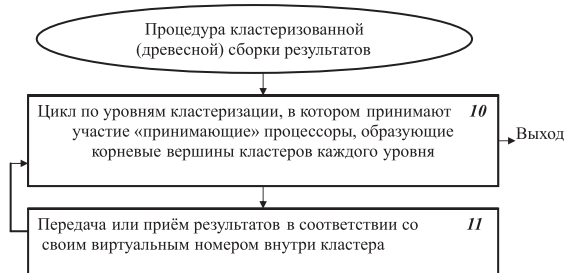 Процедура кластеризованной
(древесной) сборки результатов
Цикл по уровням кластеризации, в котором принимают 10
участие «принимающие» процессоры, образующие
корневые вершины кластеров каждого уровня
Выход
Передача или приём результатов в соответствии со 11
своим виртуальным номером внутри кластера